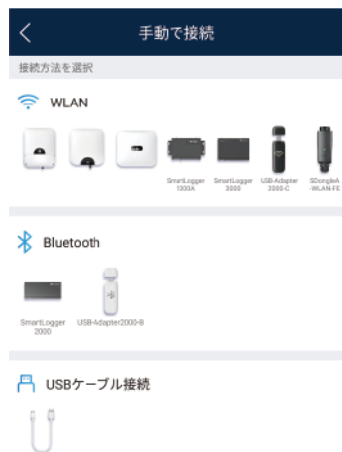 手動で接続
接続方法を選択
WLAN
SmartLogger
1000A
SmartLogger
3000
USB-Adapter
2000-C
SDongleA
-WLAN-FE
Bluetooth
SmartLogger
2000
USB-Adapter2000-B
USBケーブル接続